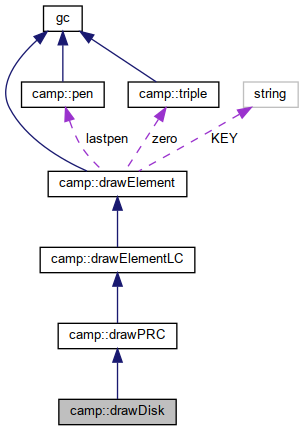 gc
camp::pen
camp::triple
string
lastpen
zero
KEY
camp::drawElement
camp::drawElementLC
camp::drawPRC
camp::drawDisk